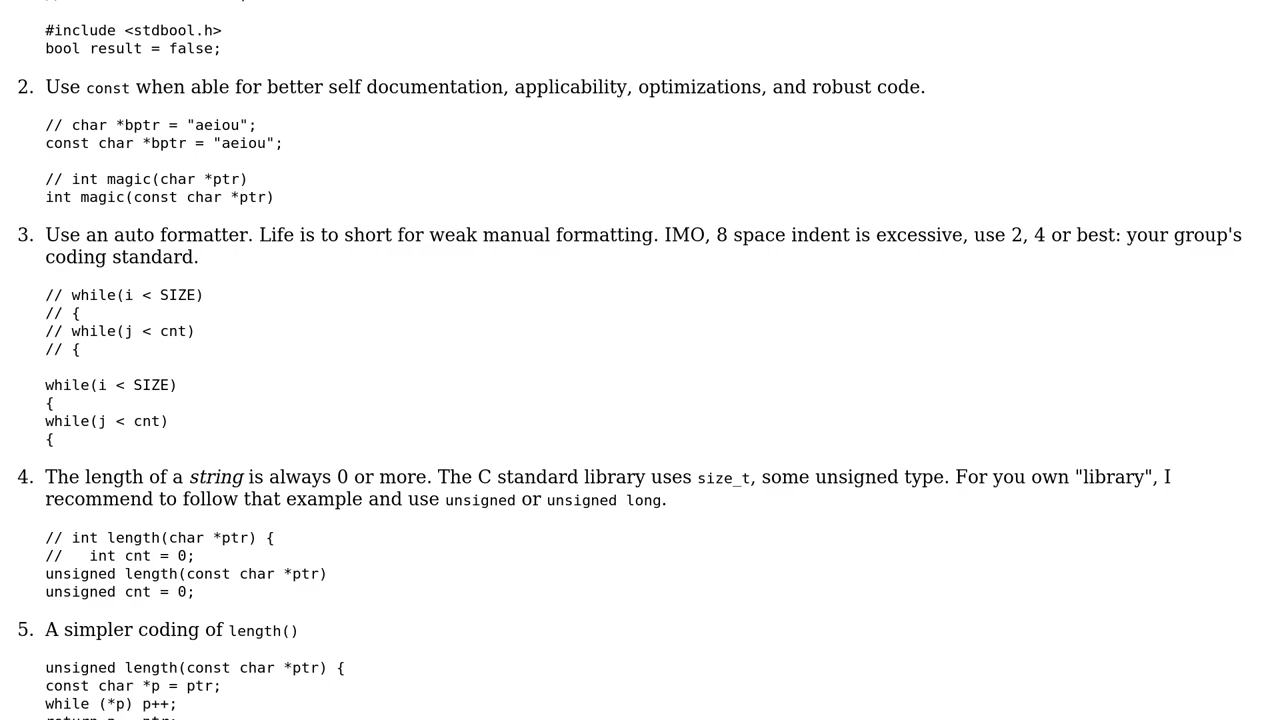 #include <stdbool.h>
bool result = false;
2. Use const when able for better self documentation, applicability, optimizations, and robust code.
// char *bptr = "aeiou";
const char *bptr = "aeiou";
// int magic(char *ptr)
int magic(const char *ptr)
3. Use an auto formatter. Life is to short for weak manual formatting. IMO, 8 space indent is excessive, use 2, 4 or best: your group's
coding standard.
// while(i < SIZE)
// {
// while(j < cnt)
// {
while(i < SIZE)
{
while(j < cnt)
{
4. The length of a string is always 0 or more. The C standard library uses size_t, some unsigned type. For you own "library", I
recommend to follow that example and use unsigned or unsigned long.
// int length(char *ptr) {
//   int cnt = 0;
unsigned length(const char *ptr)
unsigned cnt = 0;
5. A simpler coding of length()
unsigned length(const char *ptr) {
const char *p = ptr;
while (*p) p++;